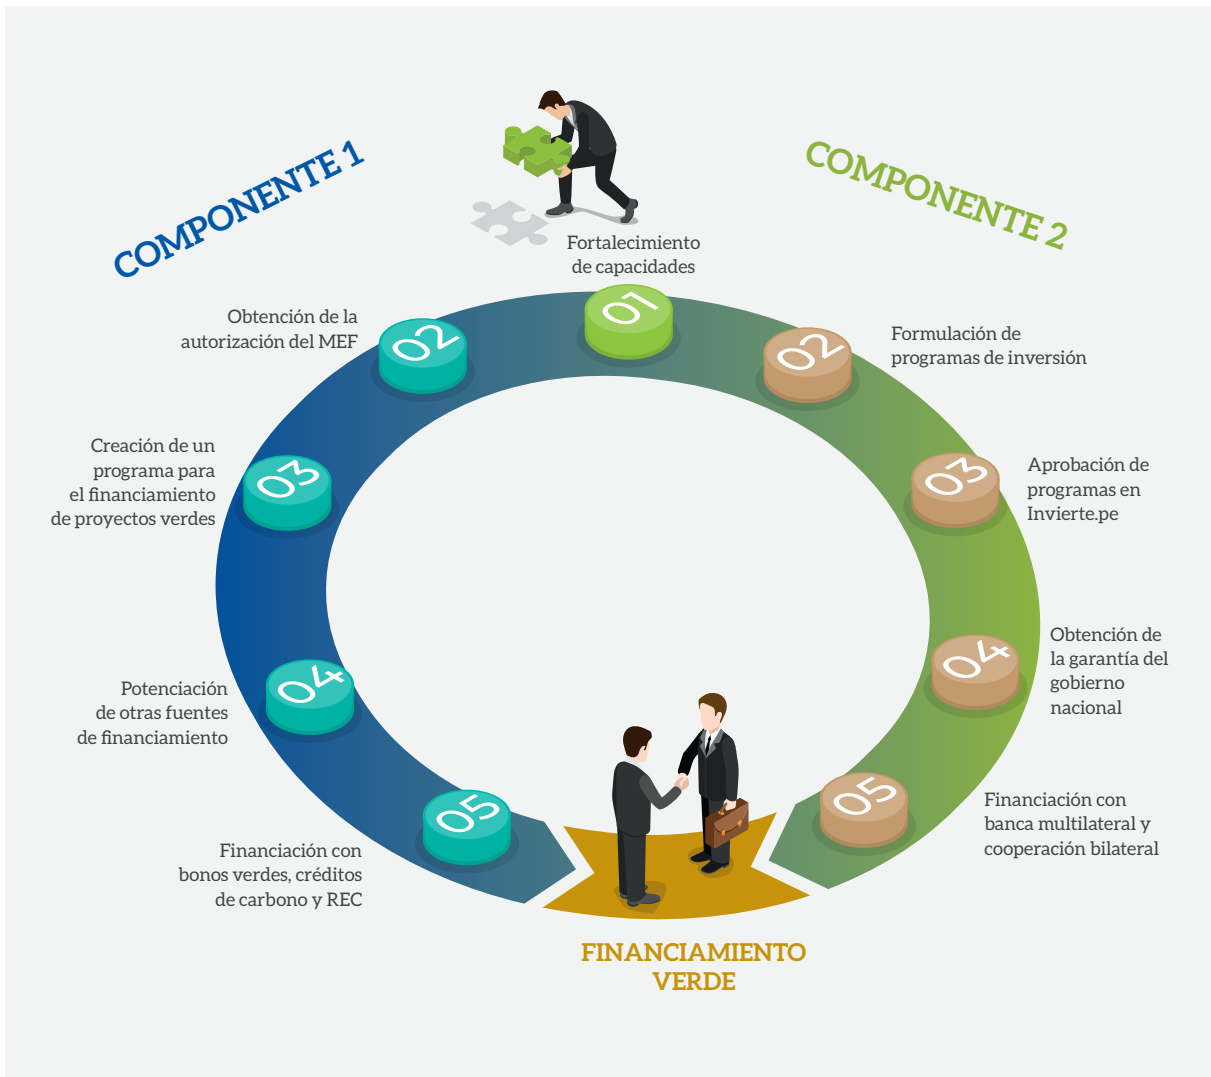 COMPONENTE 1
COMPONENTE 2
Fortalecimiento
de capacidades
01
Obtención de la
autorización del MEF
02
Creación de un
programa para
el financiamiento
de proyectos verdes
03
Potenciación
de otras fuentes
de financiamiento
04
Financiación con
bonos verdes, créditos
de carbono y REC
05
02
Formulación de
programas de inversión
03
Aprobación de
programas en
Invierte.pe
04
Obtención de
la garantía del
gobierno
nacional
05
Financiación con
banca multilateral y
cooperación bilateral
FINANCIAMIENTO
VERDE